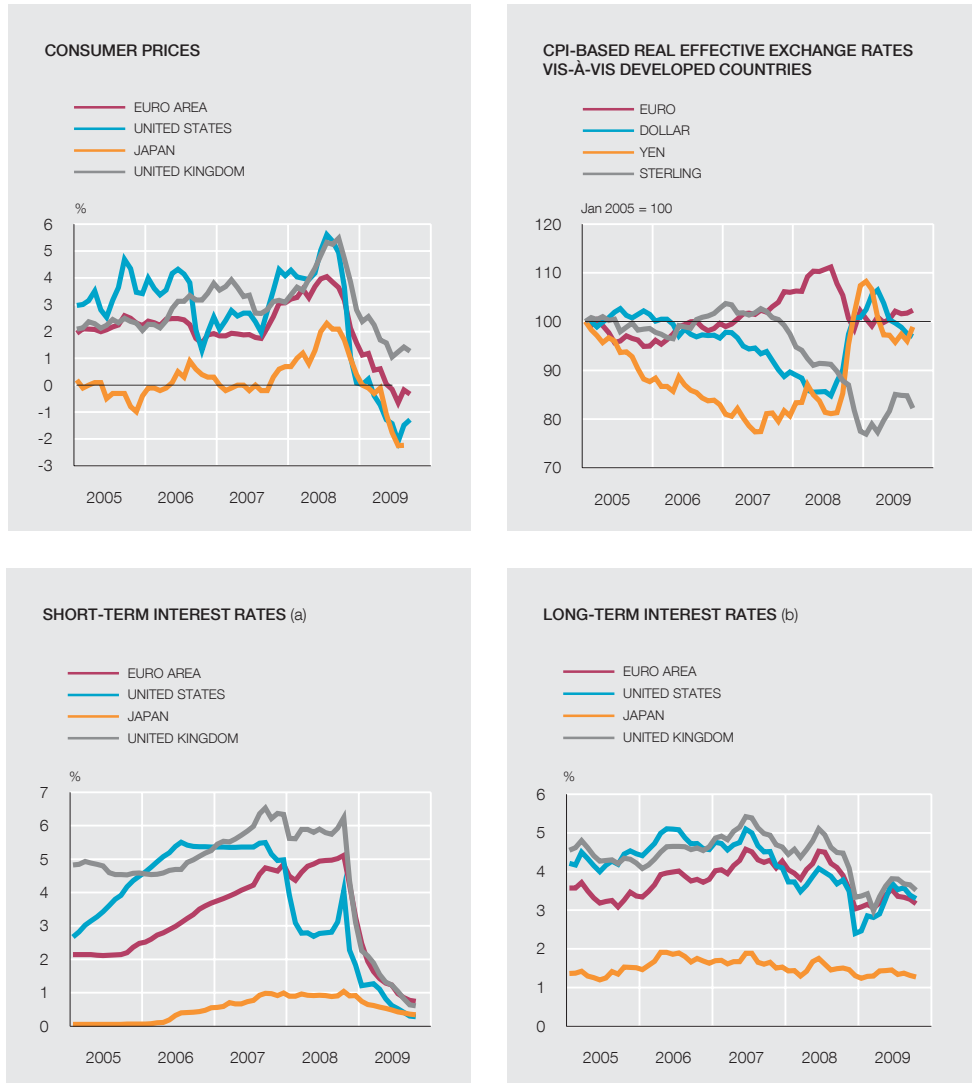 CONSUMER PRICES
EURO AREA
UNITED STATES
JAPAN
UNITED KINGDOM
%
6
5
4
3
2
1
0
-1
-2
-3
2005 2006 2007 2008 2009
CPI-BASED REAL EFFECTIVE EXCHANGE RATES
VIS-À-VIS DEVELOPED COUNTRIES
EURO
DOLLAR
YEN
STERLING
Jan 2005 = 100
120
110
100
90
80
70
2005 2006 2007 2008 2009
SHORT-TERM INTEREST RATES (a)
EURO AREA
UNITED STATES
JAPAN
UNITED KINGDOM
%
7
6
5
4
3
2
1
0
2005 2006 2007 2008 2009
LONG-TERM INTEREST RATES (b)
EURO AREA
UNITED STATES
JAPAN
UNITED KINGDOM
%
6
5
4
3
2
1
0
2005 2006 2007 2008 2009